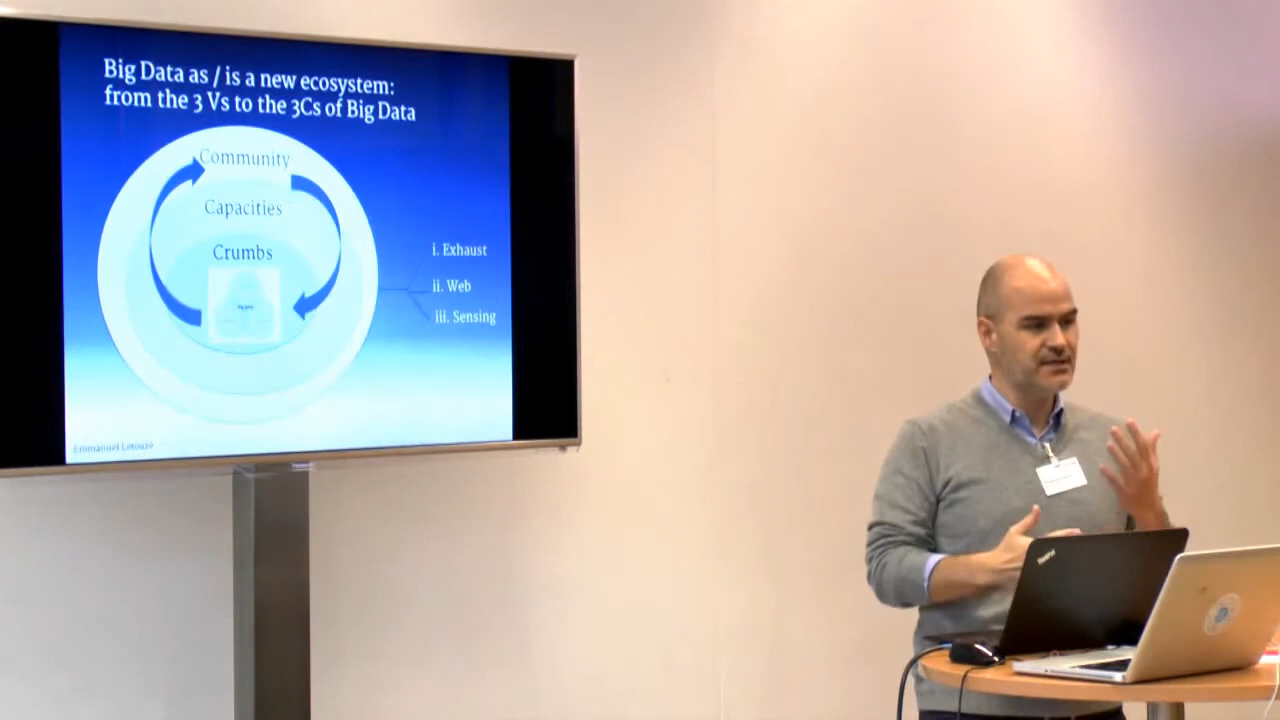 Big Data as / is a new ecosystem:
from the 3 Vs to the 3Cs of Big Data
Community
Capacities
Crumbs
i. Exhaust
ii. Web
iii. Sensing
Emmanuel Letouzé
ThinkPad